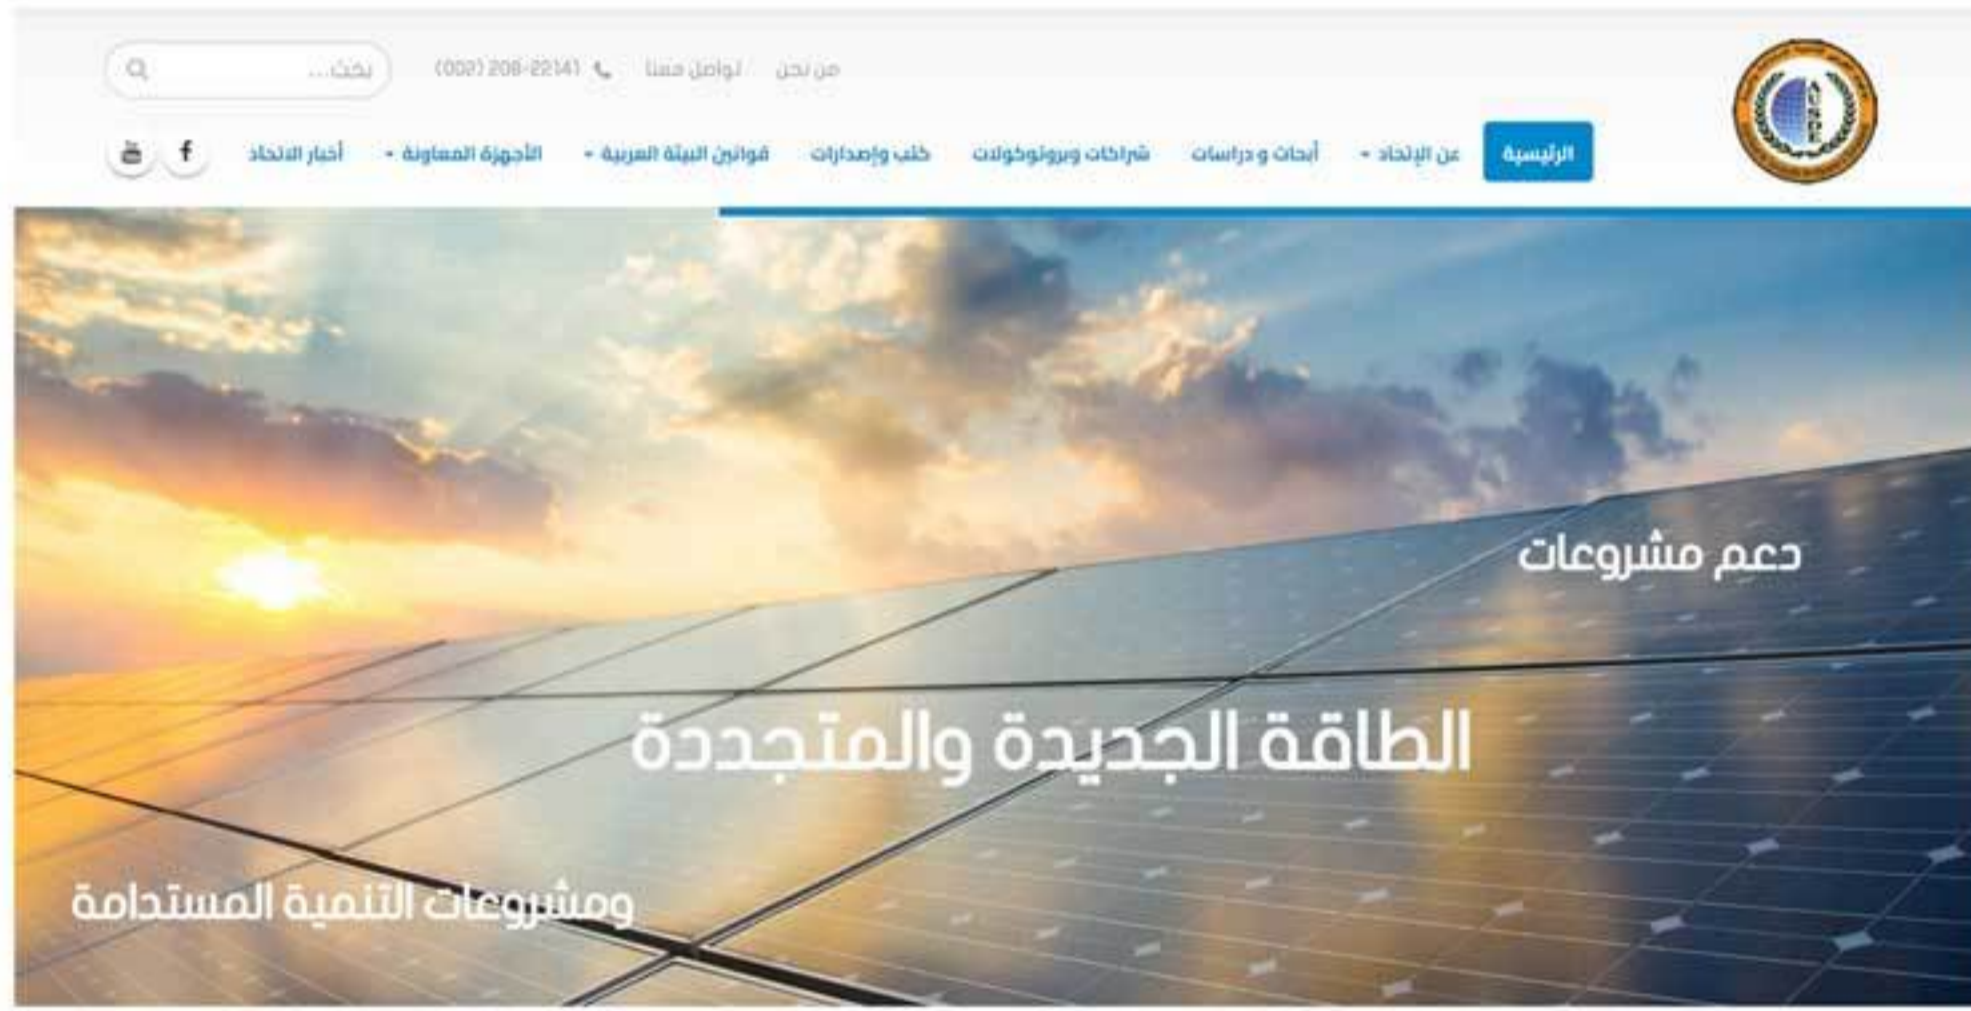 من نحن
تواصل معنا
(002) 208-22141
بحث...
الرئيسية
عن الإتحاد
أبحاث و دراسات
شراكات وبروتوكولات
كتب وإصدارات
قوانين البيئة العربية
الأجهزة المعاونة
أخبار الاتحاد
دعم مشروعات
الطاقة الجديدة والمتجددة
ومشروعات التنمية المستدامة